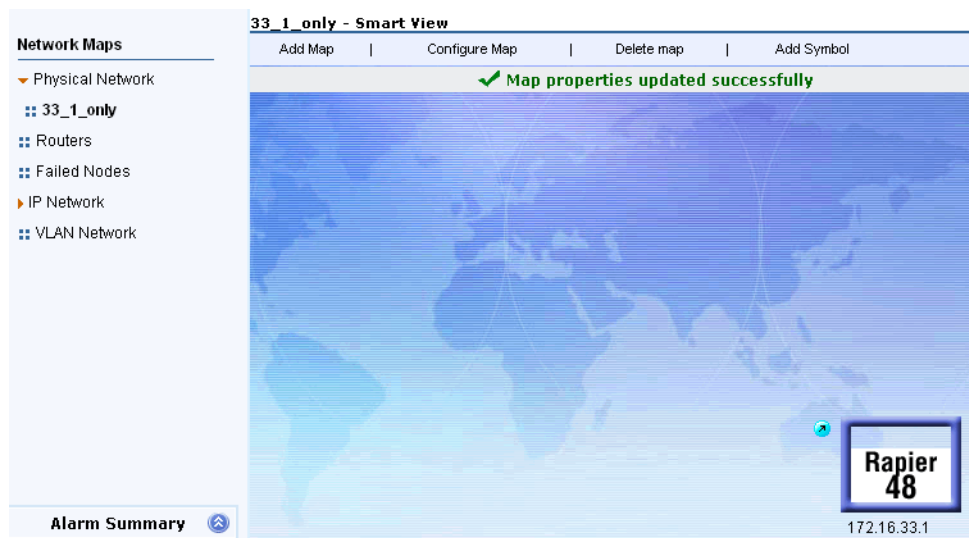 33_1_only - Smart View
Network Maps
Add Map | Configure Map | Delete map | Add Symbol
Map properties updated successfully
Physical Network
33_1_only
Routers
Failed Nodes
IP Network
VLAN Network
Rapier
48
172.16.33.1
Alarm Summary